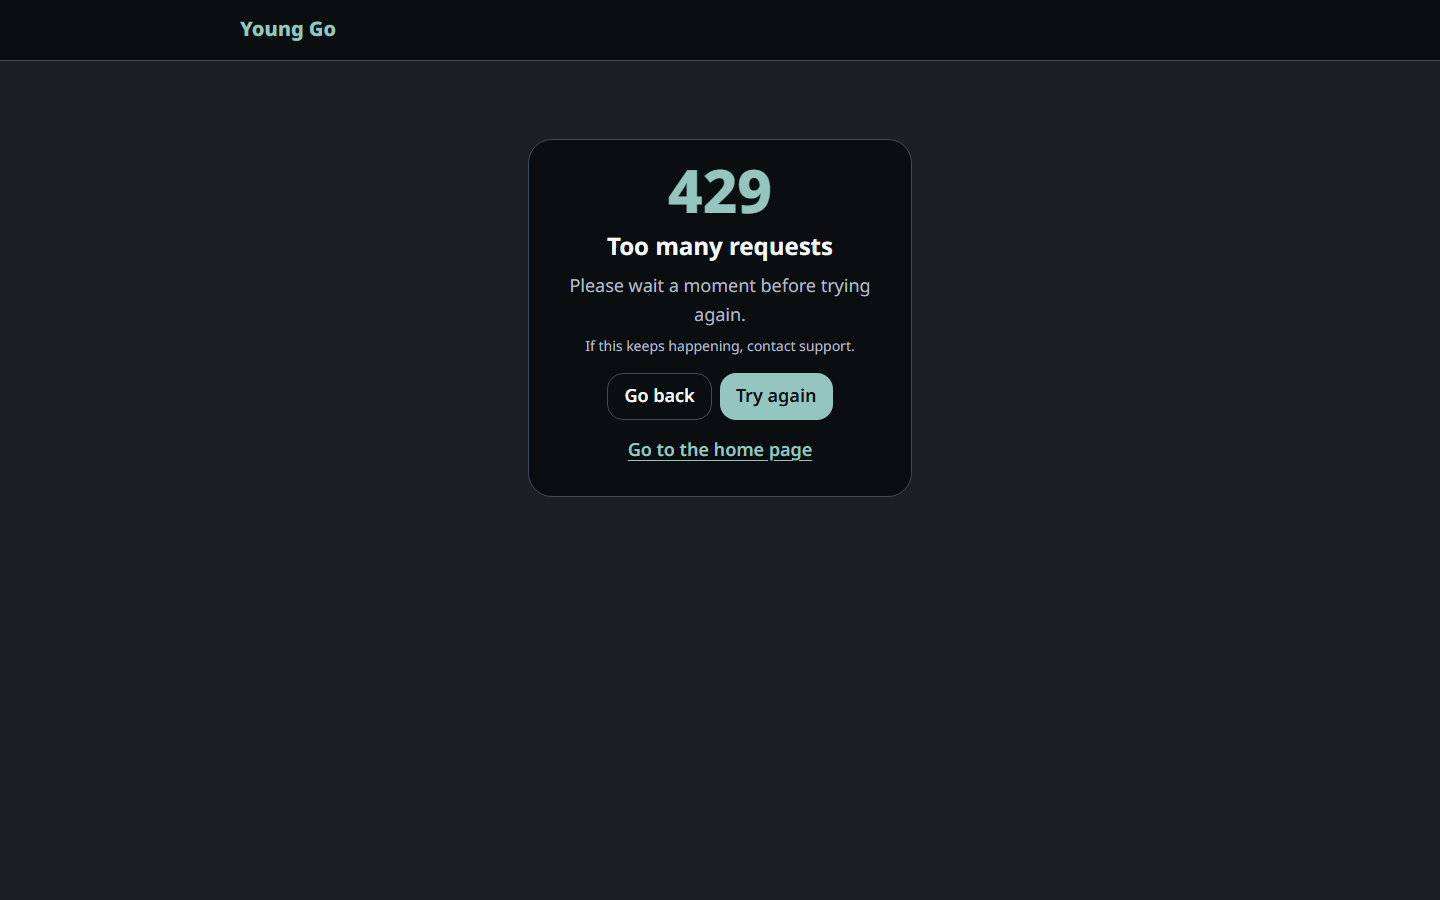 Young Go
429
Too many requests
Please wait a moment before trying
again.
If this keeps happening, contact support.
Go back
Try again
Go to the home page